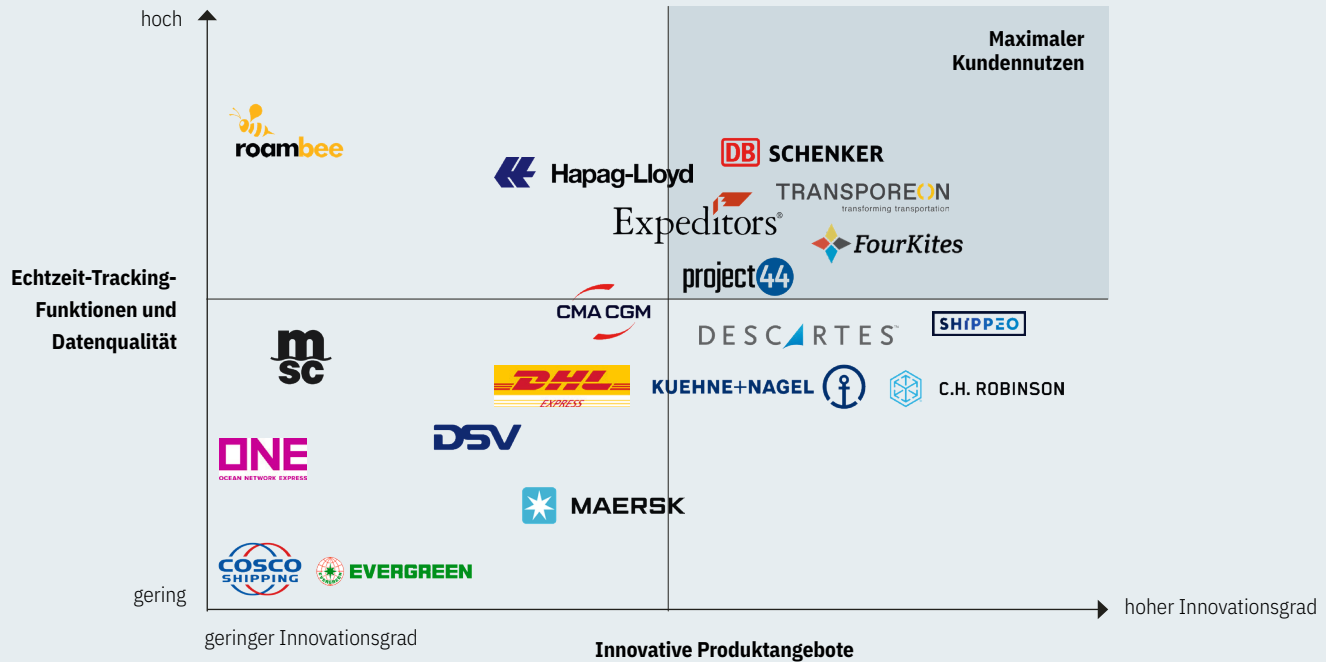 hoch
Maximaler
Kundennutzen
roambee
DB SCHENKER
Hapag-Lloyd
TRANSPOREON
transforming transportation
Expeditors®
FourKites
project44
Echtzeit-Tracking-
Funktionen und
Datenqualität
CMA CGM
SHIPPEO
DESCARTES™
msc
DHL
EXPRESS
KUEHNE+NAGEL
C.H. ROBINSON
DSV
ONE
OCEAN NETWORK EXPRESS
MAERSK
COSCO
SHIPPING
EVERGREEN
gering
hoher Innovationsgrad
geringer Innovationsgrad
Innovative Produktangebote